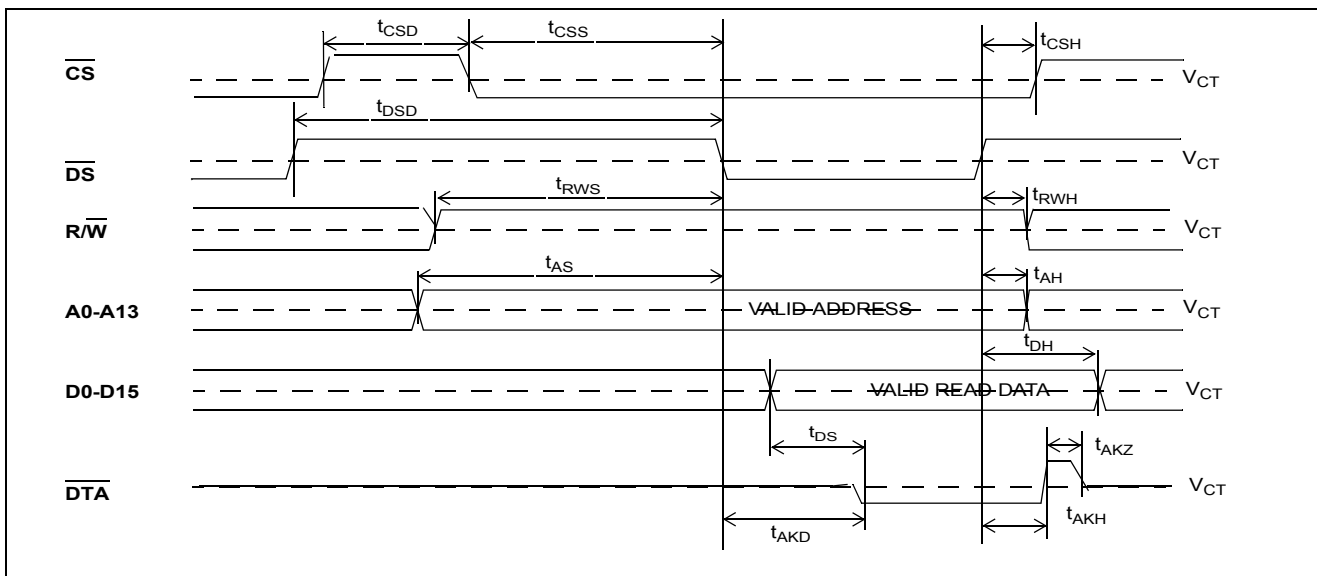 tCSD
tCSS
tCSH
CS
VCT
tDSD
DS
VCT
tRWS
tRWH
R/W
VCT
tAS
tAH
A0-A13
VALID ADDRESS
VCT
tDH
D0-D15
VALID READ DATA
VCT
tDS
tAKZ
DTA
VCT
tAKD
tAKH